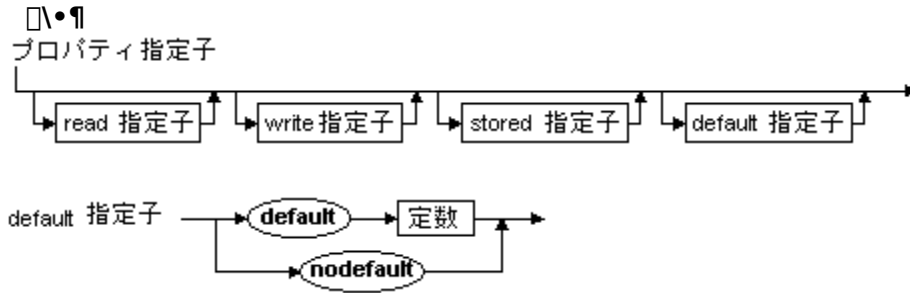 プロパティ指定子
read 指定子 write 指定子 stored 指定子 default 指定子
default 指定子 default 定数
nodefault